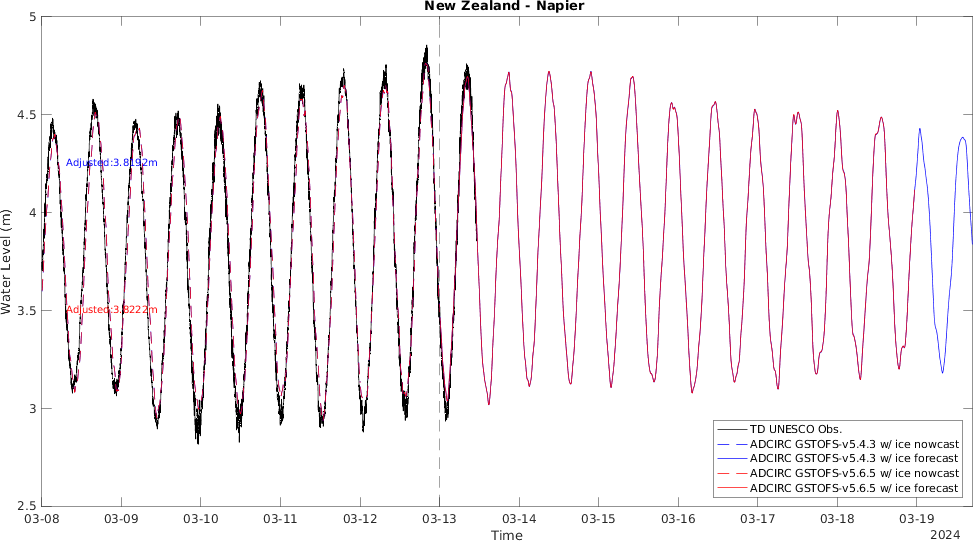 New Zealand - Napier
5
4.5
4
3.5
3
2.5
Water Level (m)
Adjusted:3.8192m
Adjusted:3.8222m
TD UNESCO Obs.
ADCIRC GSTOFS-v5.4.3 w/ ice nowcast
ADCIRC GSTOFS-v5.4.3 w/ ice forecast
ADCIRC GSTOFS-v5.6.5 w/ ice nowcast
ADCIRC GSTOFS-v5.6.5 w/ ice forecast
03-08 03-09 03-10 03-11 03-12 03-13 03-14 03-15 03-16 03-17 03-18 03-19
Time
2024